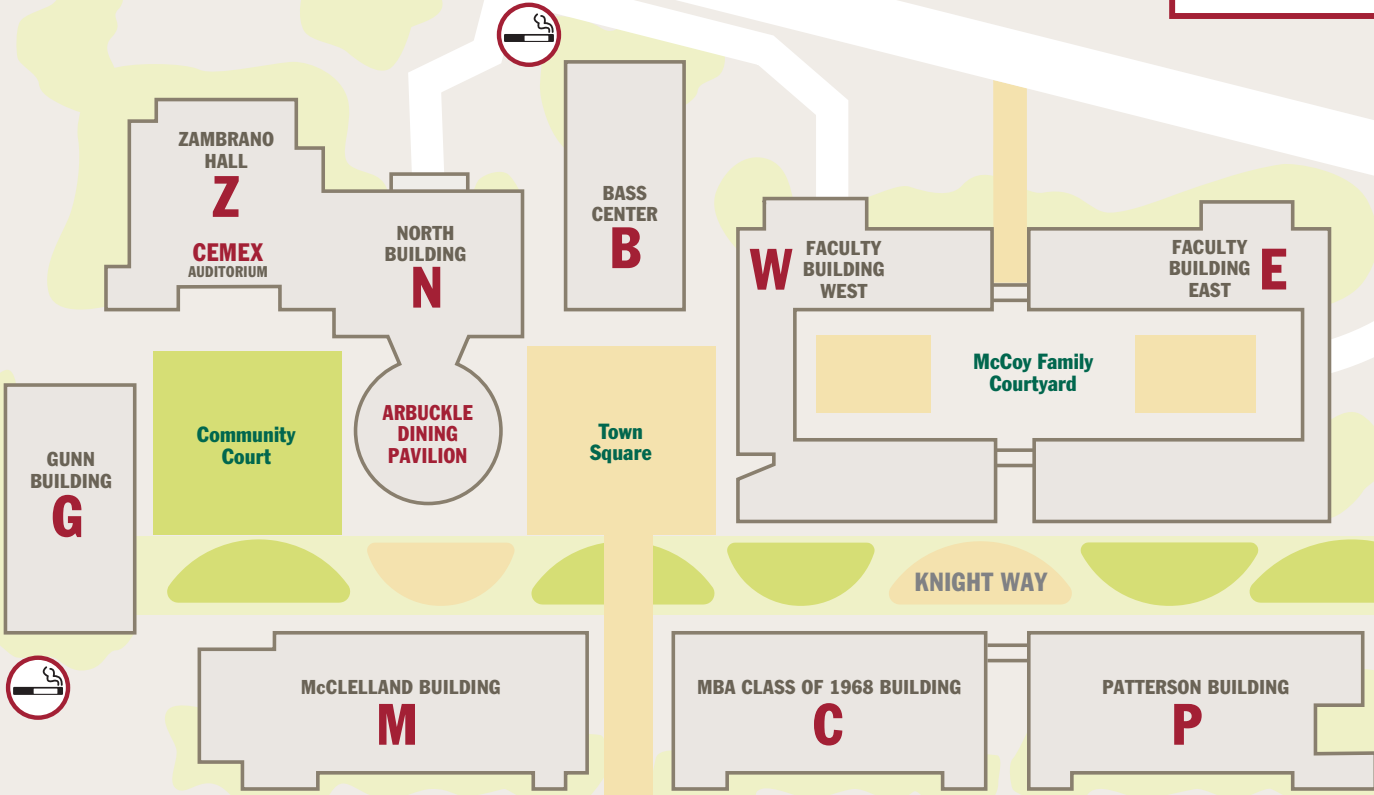 ZAMBRANO
HALL
Z
CEMEX
AUDITORIUM
NORTH
BUILDING
N
BASS
CENTER
B
W
FACULTY
BUILDING
WEST
FACULTY
BUILDING
EAST
E
McCoy Family
Courtyard
ARBUCKLE
DINING
PAVILION
Community
Court
Town
Square
GUNN
BUILDING
G
KNIGHT WAY
McCLELLAND BUILDING
M
MBA CLASS OF 1968 BUILDING
C
PATTERSON BUILDING
P